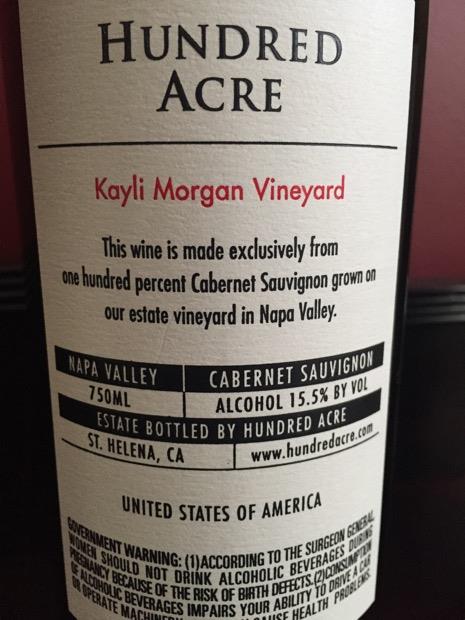 HUNDRED
ACRE
Kayli Morgan Vineyard
This wine is made exclusively from
one hundred percent Cabernet Sauvignon grown on
our estate vineyard in Napa Valley.
NAPA VALLEY CABERNET SAUVIGNON
750ML ALCOHOL 15.5% BY VOL
ESTATE BOTTLED BY HUNDRED ACRE
ST. HELENA, CA www.hundredacre.com
UNITED STATES OF AMERICA
GOVERNMENT WARNING: (1)ACCORDING TO THE SURGEON GENERAL,
WOMEN SHOULD NOT DRINK ALCOHOLIC BEVERAGES DURING
PREGNANCY BECAUSE OF THE RISK OF BIRTH DEFECTS.(2)CONSUMPTION
OF ALCOHOLIC BEVERAGES IMPAIRS YOUR ABILITY TO DRIVE A CAR
OR OPERATE MACHINERY CAUSE HEALTH PROBLEMS.